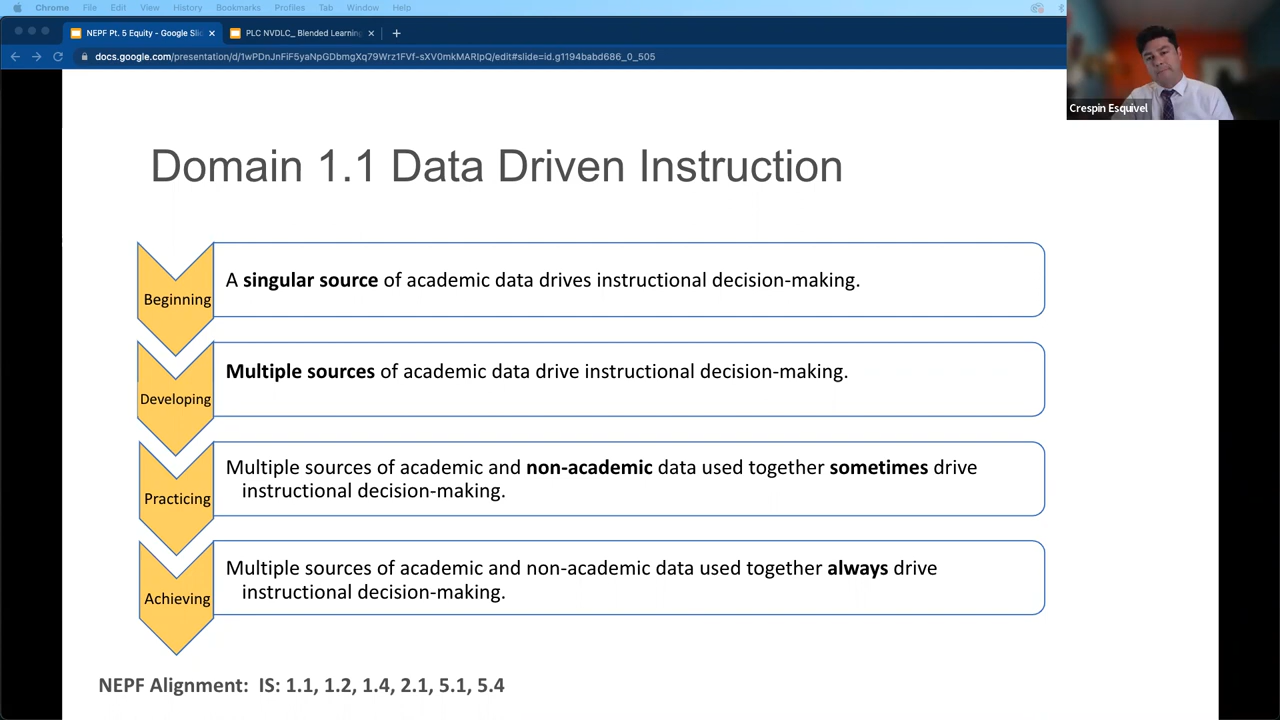 Chrome File Edit View History Bookmarks Profiles Tab Window Help
NEPF Pt. 5 Equity - Google Slid × PLC NVDLC_ Blended Learning × +
docs.google.com/presentation/d/1wPDnJnFiF5yaNpGDbmgXq79Wrz1FVf-sXV0mkMARIpQ/edit#slide=id.g1194babd686_0_505
Crespin Esquivel
Domain 1.1 Data Driven Instruction
Beginning
A singular source of academic data drives instructional decision-making.
Developing
Multiple sources of academic data drive instructional decision-making.
Practicing
Multiple sources of academic and non-academic data used together sometimes drive
instructional decision-making.
Achieving
Multiple sources of academic and non-academic data used together always drive
instructional decision-making.
NEPF Alignment: IS: 1.1, 1.2, 1.4, 2.1, 5.1, 5.4